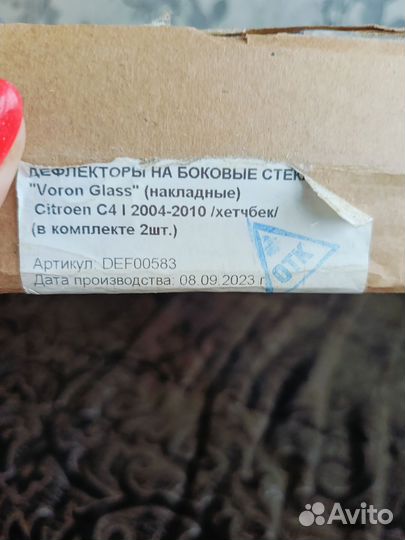 ДЕФЛЕКТОРЫ НА БОКОВЫЕ
"Voron Glass" (накладные)
Citroen C4 I 2004-2010 /хетчбек/
(в комплекте 2шт.)
Артикул: DEF00583
Дата производства: 08.09.2023 г
ОТК
Avito